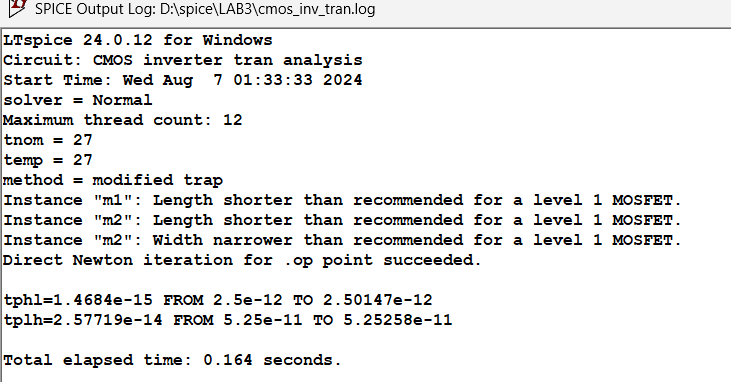 SPICE Output Log: D:\spice\LAB3\cmos_inv_tran.log
LTspice 24.0.12 for Windows
Circuit: CMOS inverter tran analysis
Start Time: Wed Aug  7 01:33:33 2024
solver = Normal
Maximum thread count: 12
tnom = 27
temp = 27
method = modified trap
Instance "m1": Length shorter than recommended for a level 1 MOSFET.
Instance "m2": Length shorter than recommended for a level 1 MOSFET.
Instance "m2": Width narrower than recommended for a level 1 MOSFET.
Direct Newton iteration for .op point succeeded.
tphl=1.4684e-15 FROM 2.5e-12 TO 2.50147e-12
tplh=2.57719e-14 FROM 5.25e-11 TO 5.25258e-11
Total elapsed time: 0.164 seconds.